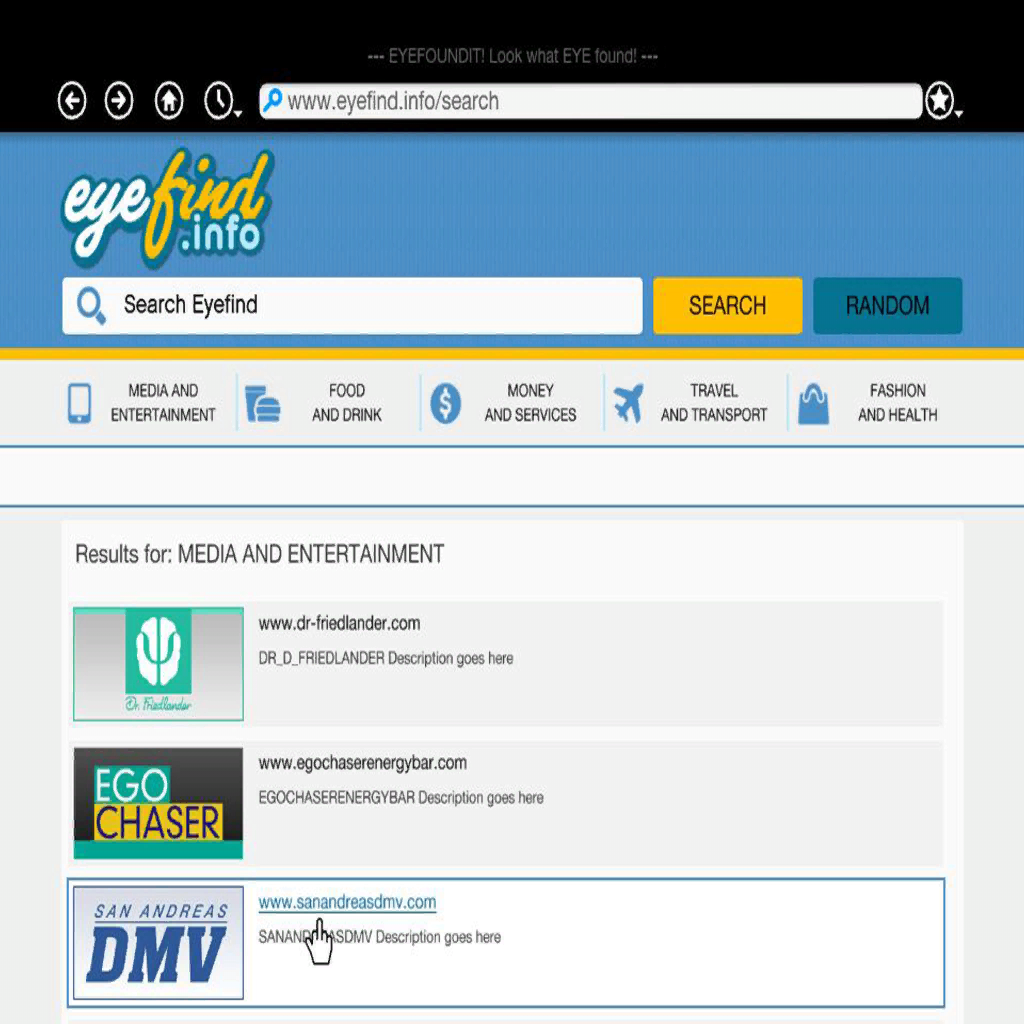 --- EYEFOUNDIT! Look what EYE found! ---
www.eyefind.info/search
eyefind
.info
Search Eyefind
SEARCH
RANDOM
MEDIA AND
ENTERTAINMENT
FOOD
AND DRINK
MONEY
AND SERVICES
TRAVEL
AND TRANSPORT
FASHION
AND HEALTH
Results for: MEDIA AND ENTERTAINMENT
Dr. Friedlander
www.dr-friedlander.com
DR_D_FRIEDLANDER Description goes here
EGO
CHASER
www.egochaserenergybar.com
EGOCHASERENERGYBAR Description goes here
SAN ANDREAS
DMV
www.sanandreasdmv.com
SANANDREASDMV Description goes here